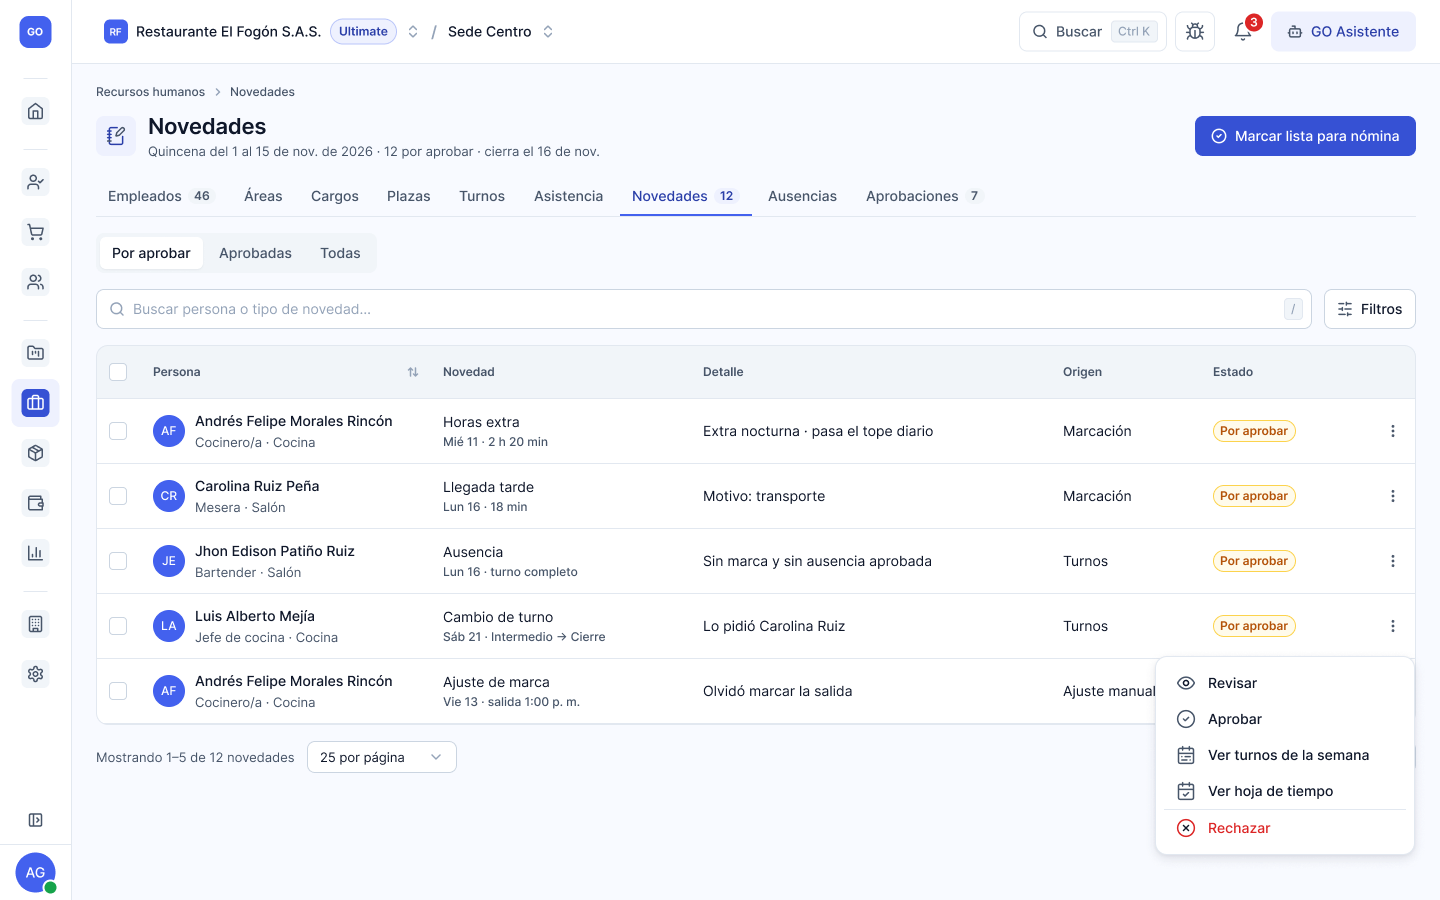 GO
RF Restaurante El Fogón S.A.S. Ultimate / Sede Centro
Buscar Ctrl K
3
GO Asistente
Recursos humanos > Novedades
Novedades
Quincena del 1 al 15 de nov. de 2026 · 12 por aprobar · cierra el 16 de nov.
Marcar lista para nómina
Empleados 46 Áreas Cargos Plazas Turnos Asistencia Novedades 12 Ausencias Aprobaciones 7
Por aprobar Aprobadas Todas
Buscar persona o tipo de novedad... /
Filtros
Persona Novedad Detalle Origen Estado
AF Andrés Felipe Morales Rincón
Cocinero/a · Cocina
Horas extra
Mié 11 · 2 h 20 min
Extra nocturna · pasa el tope diario
Marcación
Por aprobar
CR Carolina Ruiz Peña
Mesera · Salón
Llegada tarde
Lun 16 · 18 min
Motivo: transporte
Marcación
Por aprobar
JE Jhon Edison Patiño Ruiz
Bartender · Salón
Ausencia
Lun 16 · turno completo
Sin marca y sin ausencia aprobada
Turnos
Por aprobar
LA Luis Alberto Mejía
Jefe de cocina · Cocina
Cambio de turno
Sáb 21 · Intermedio → Cierre
Lo pidió Carolina Ruiz
Turnos
Por aprobar
AF Andrés Felipe Morales Rincón
Cocinero/a · Cocina
Ajuste de marca
Vie 13 · salida 1:00 p. m.
Olvidó marcar la salida
Ajuste manual
Revisar
Aprobar
Ver turnos de la semana
Ver hoja de tiempo
Rechazar
Mostrando 1–5 de 12 novedades
25 por página
AG